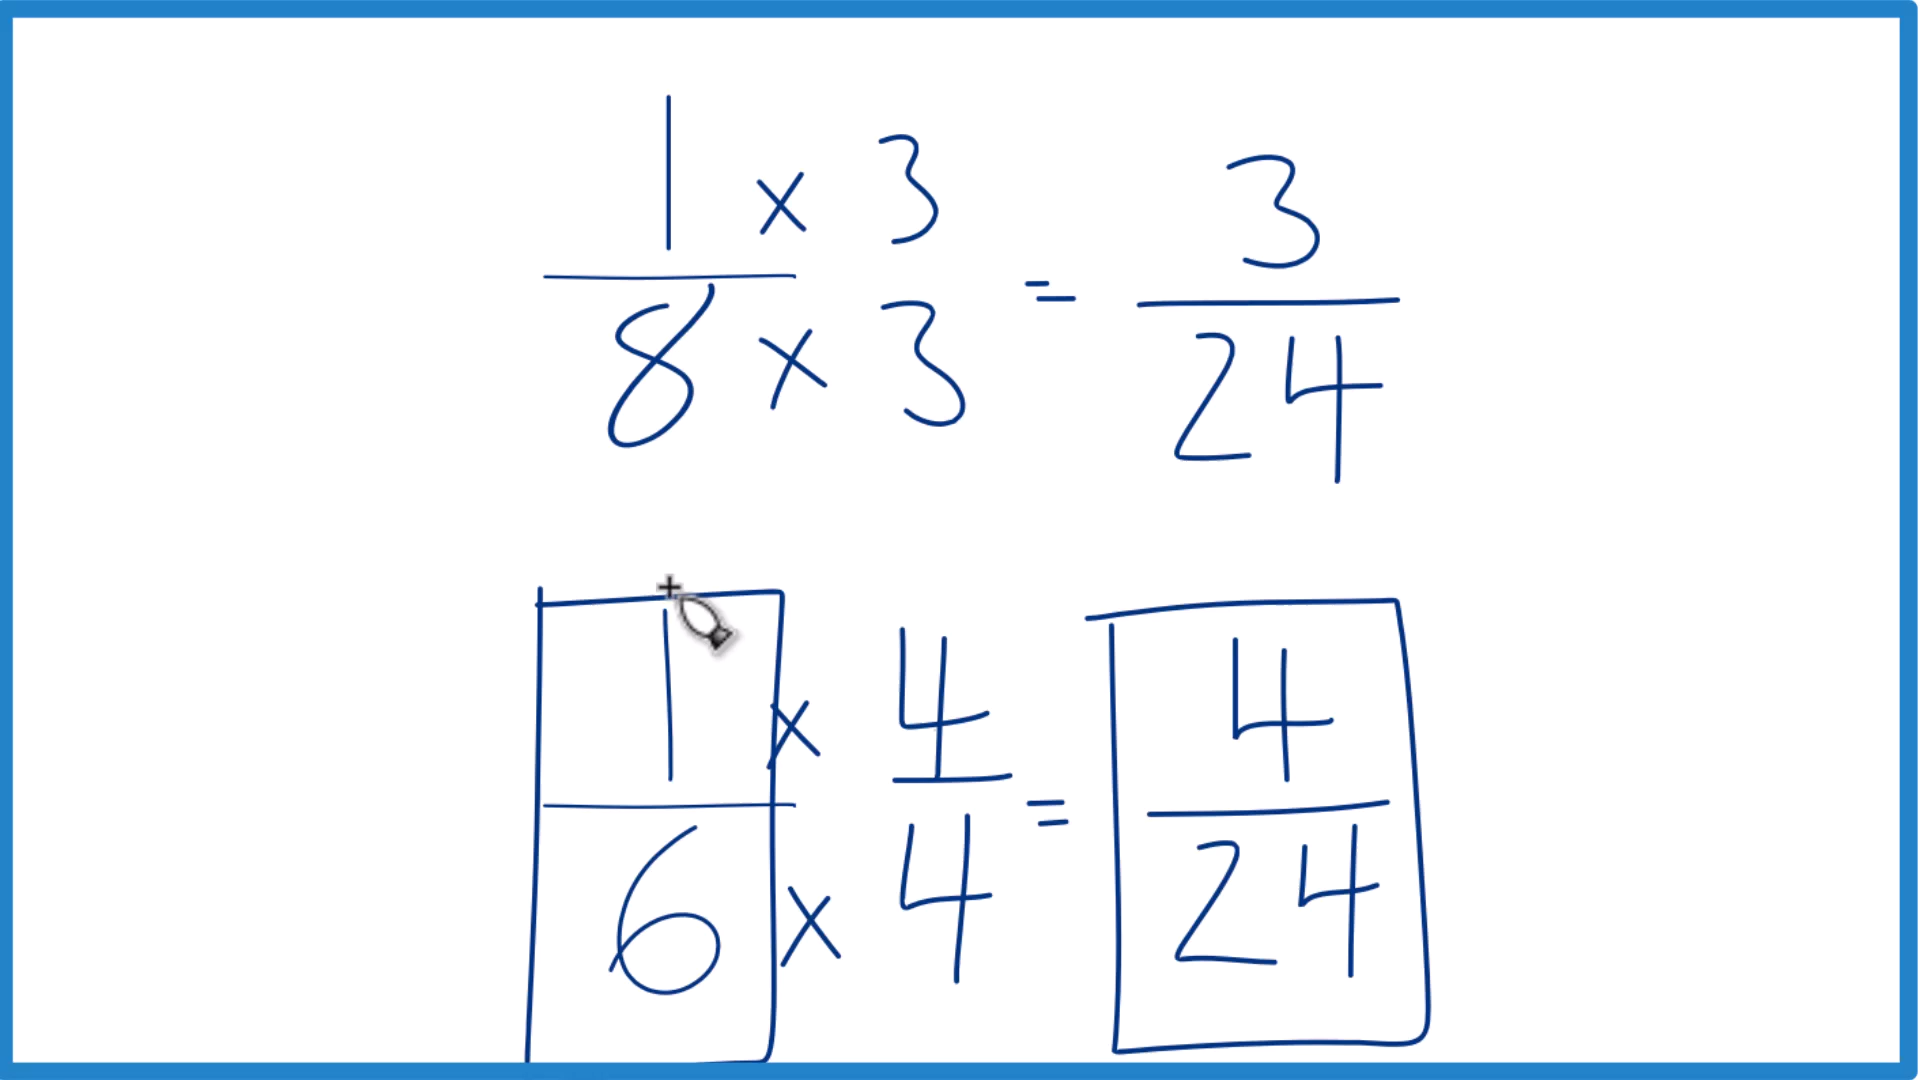 1 × 3 = 3
8 × 3 24
1 × 4 = 4
6 × 4 24